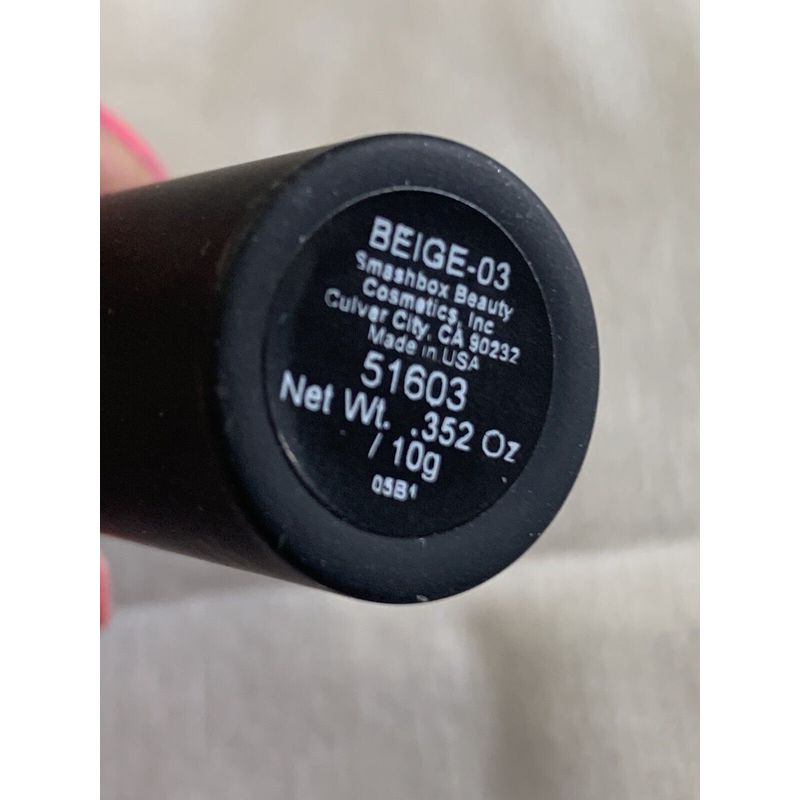 BEIGE-03
Smashbox Beauty
Cosmetics, Inc
Culver City, CA 90232
Made in USA
51603
Net Wt. .352 Oz
/ 10g
05B1